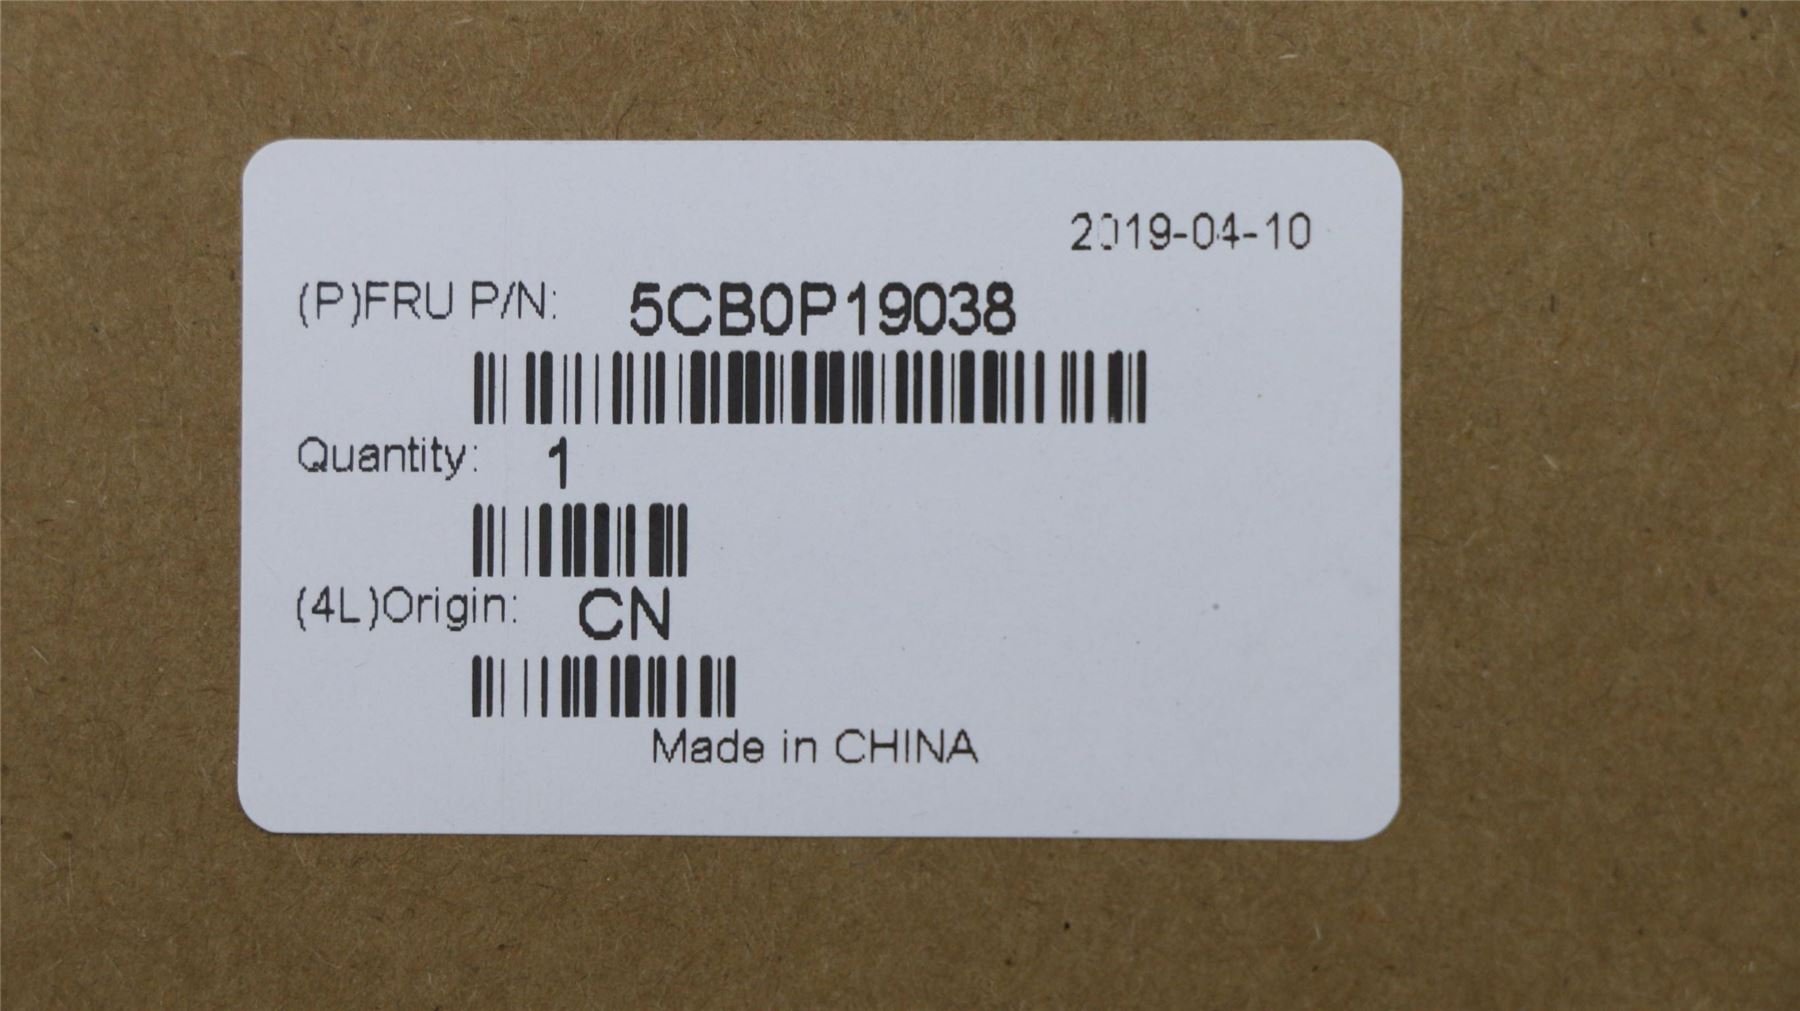 2019-04-10
(P)FRU P/N: 5CB0P19038
Quantity: 1
(4L)Origin: CN
Made in CHINA